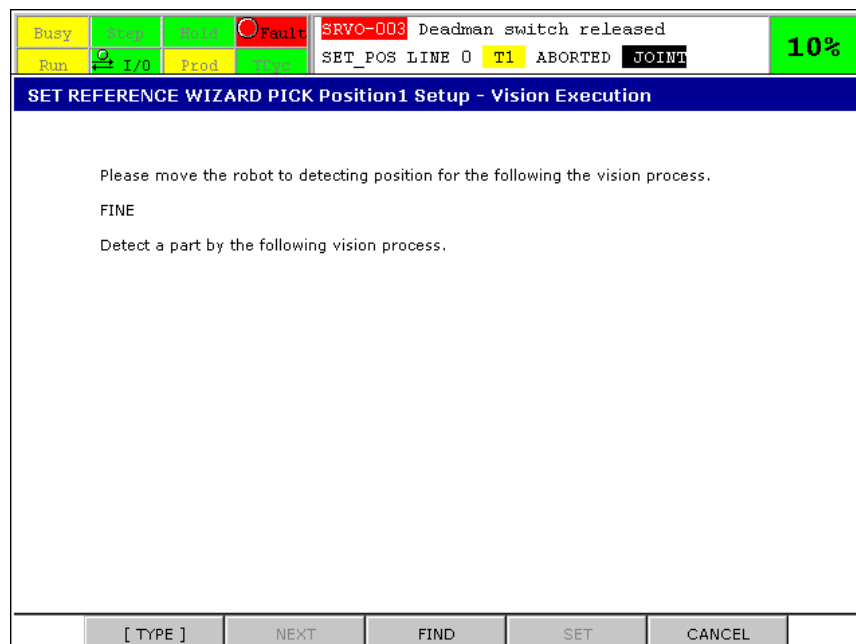 Busy Step Hold Fault SRVO-003 Deadman switch released
Run I/O Prod TCyc SET_POS LINE 0 T1 ABORTED JOINT
10%
SET REFERENCE WIZARD PICK Position1 Setup - Vision Execution
Please move the robot to detecting position for the following the vision process.
FINE
Detect a part by the following vision process.
[ TYPE ] NEXT FIND SET CANCEL